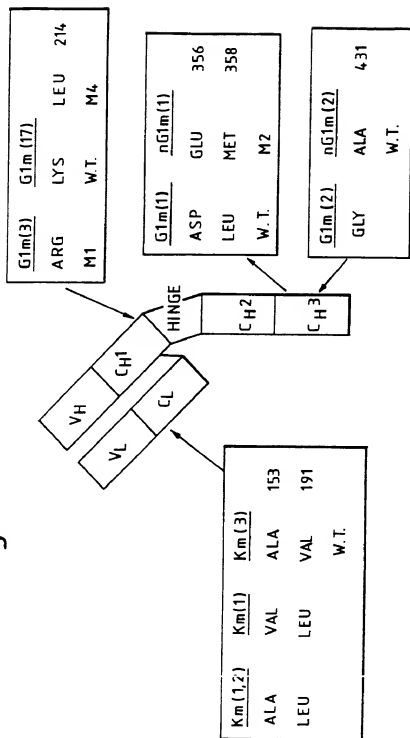 G1m(3) G1m(17)
ARG LYS LEU 214
M1 W.T. M4
G1m(1) nG1m(1)
ASP GLU 356
LEU MET 358
W.T. M2
G1m(2) nG1m(2)
GLY ALA 431
W.T.
VH
CH1
VL
CL
HINGE
CH2
CH3
Km(1,2) Km(1) Km(3)
ALA VAL ALA 153
LEU LEU VAL 191
W.T.